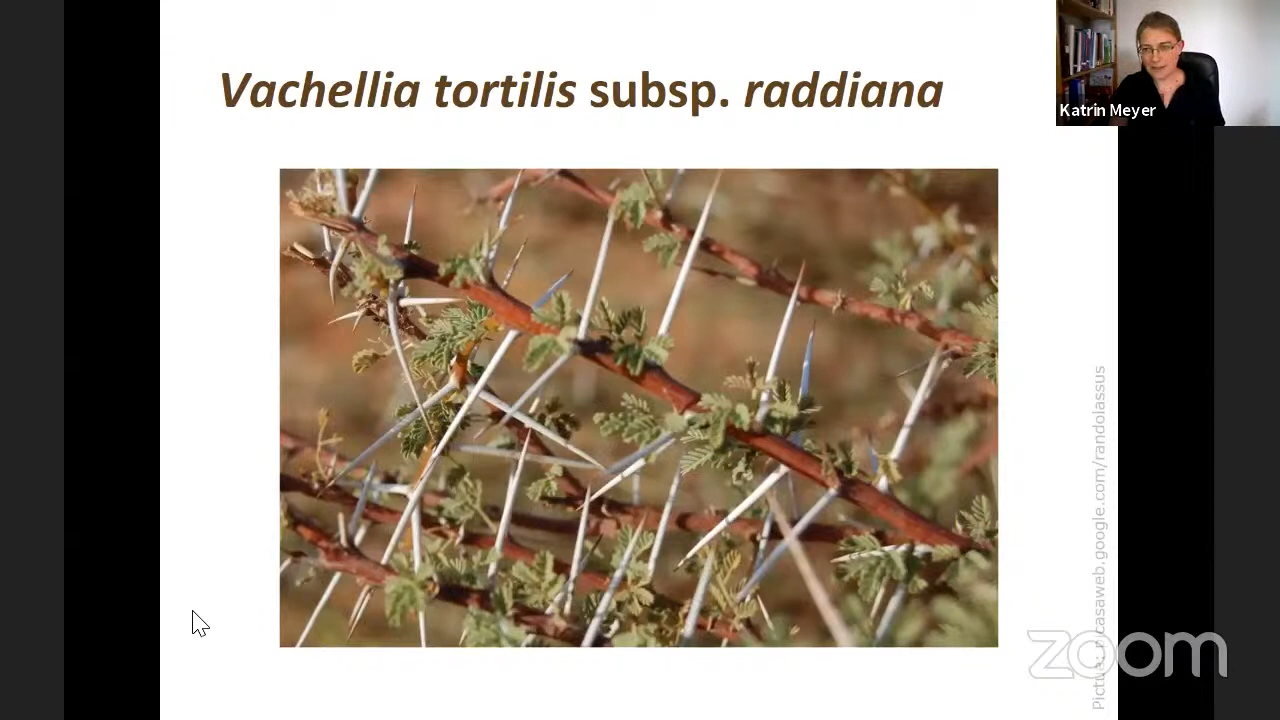 Vachellia tortilis subsp. raddiana
Katrin Meyer
Picture: picasaweb.google.com/randolassus
zoom